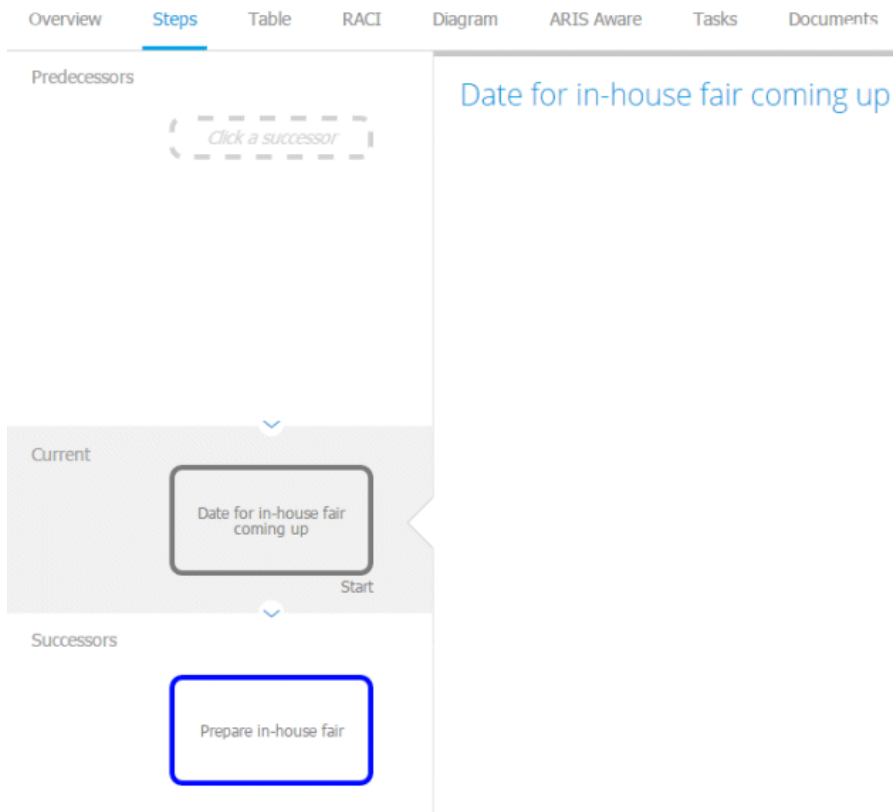 Overview Steps Table RACI Diagram ARIS Aware Tasks Documents
Predecessors
Click a successor
Date for in-house fair coming up
Current
Date for in-house fair
coming up
Start
Successors
Prepare in-house fair